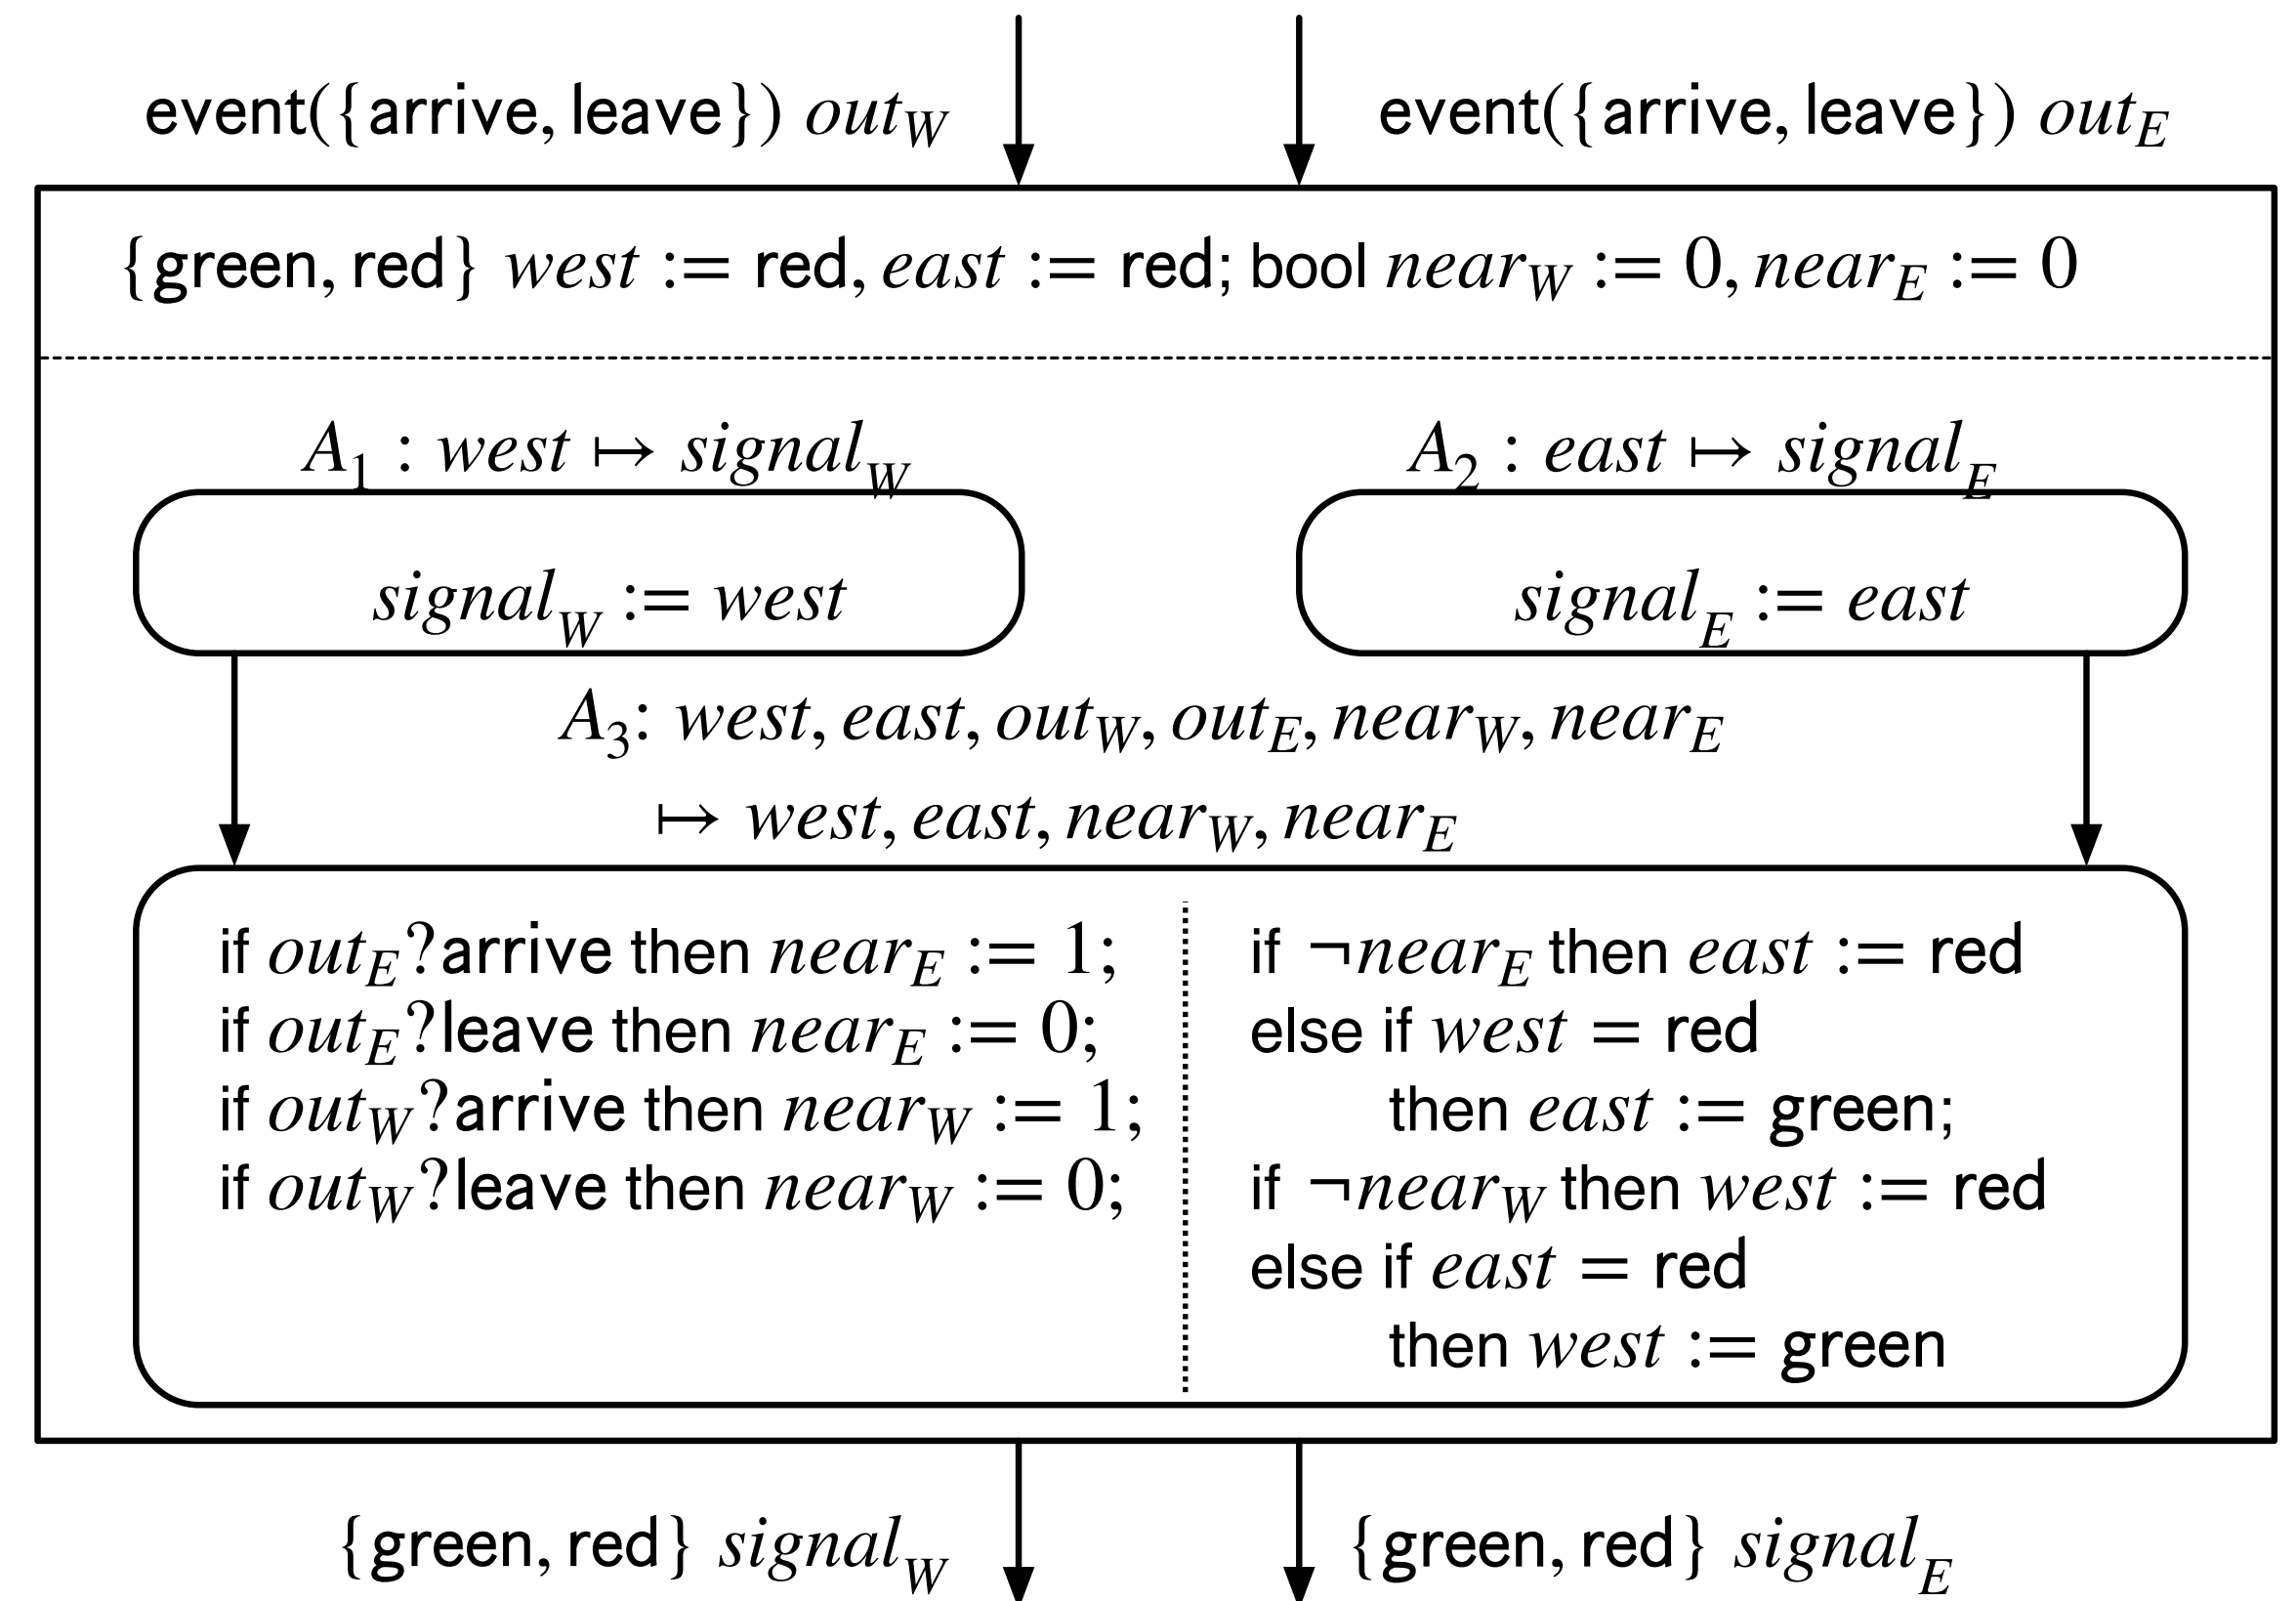 event({arrive, leave}) out_W event({arrive, leave}) out_E
{green, red} west := red, east := red; bool near_W := 0, near_E := 0
A_1 : west ↦ signal_W A_2 : east ↦ signal_E
signal_W := west signal_E := east
A_3: west, east, out_W, out_E, near_W, near_E
↦ west, east, near_W, near_E
if out_E?arrive then near_E := 1;
if out_E?leave then near_E := 0;
if out_W?arrive then near_W := 1;
if out_W?leave then near_W := 0;
if ¬near_E then east := red
else if west = red
then east := green;
if ¬near_W then west := red
else if east = red
then west := green
{green, red} signal_W {green, red} signal_E